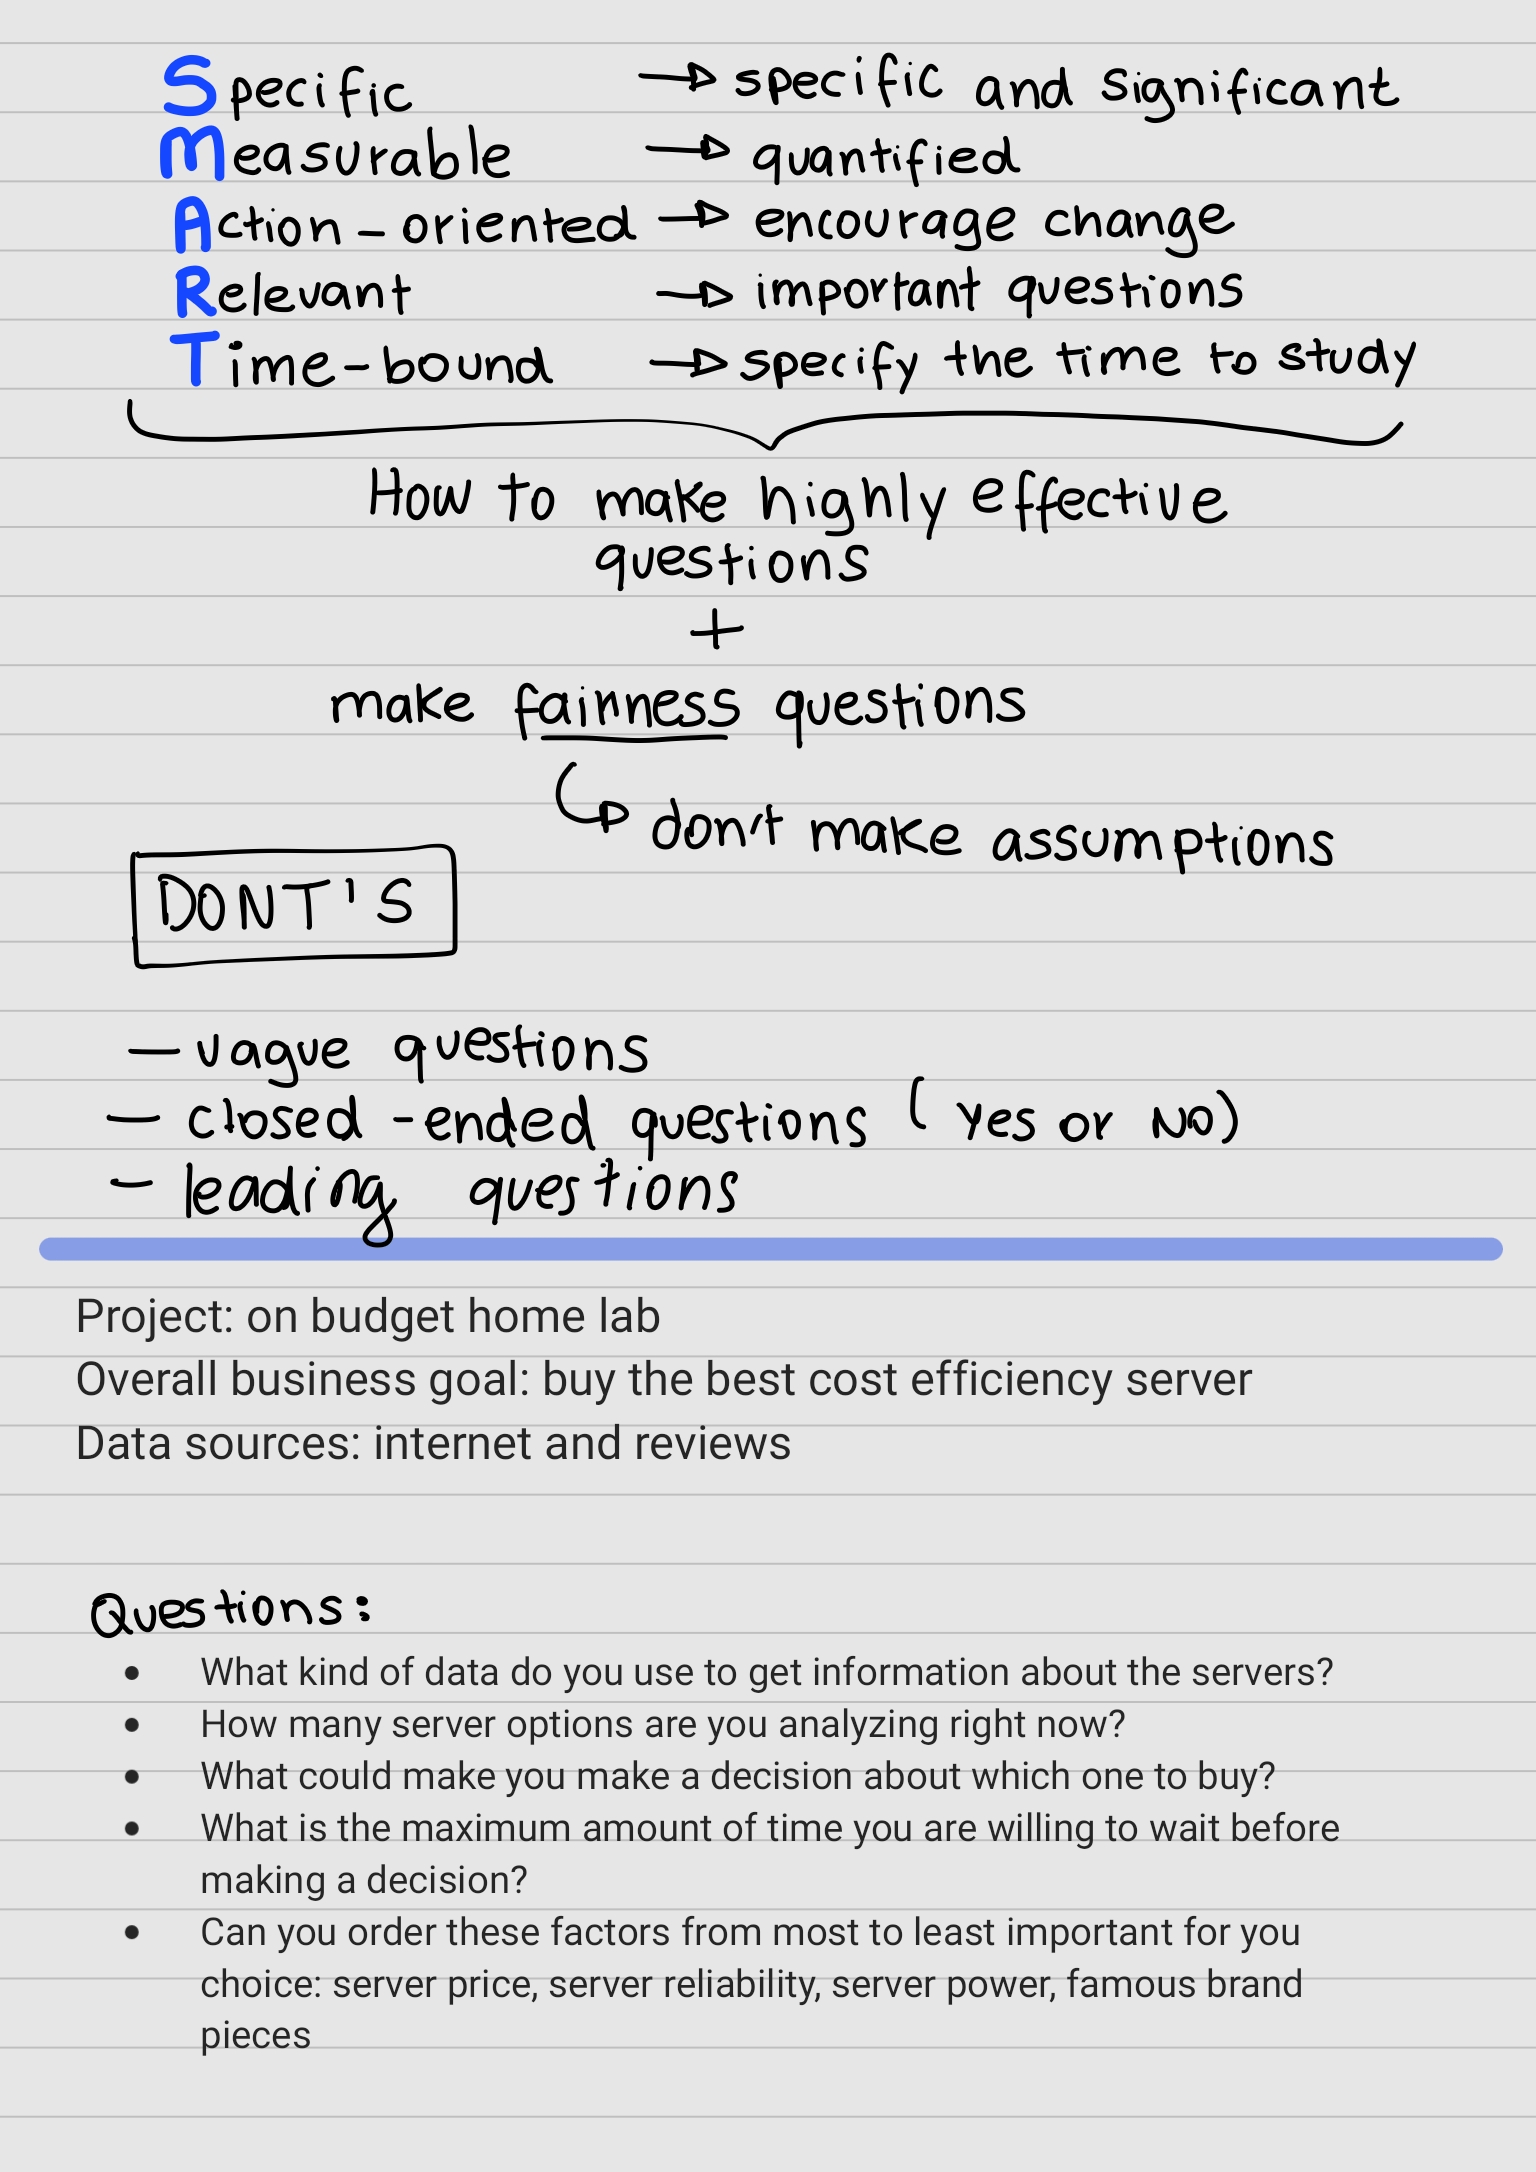 Specific → specific and significant
Measurable → quantified
Action-oriented → encourage change
Relevant → important questions
Time-bound → specify the time to study
How to make highly effective
questions
+
make fairness questions
↳ don't make assumptions
DONT'S
— vague questions
— closed-ended questions (yes or No)
— leading questions
Project: on budget home lab
Overall business goal: buy the best cost efficiency server
Data sources: internet and reviews
Questions:
• What kind of data do you use to get information about the servers?
• How many server options are you analyzing right now?
• What could make you make a decision about which one to buy?
• What is the maximum amount of time you are willing to wait before
making a decision?
• Can you order these factors from most to least important for you
choice: server price, server reliability, server power, famous brand
pieces